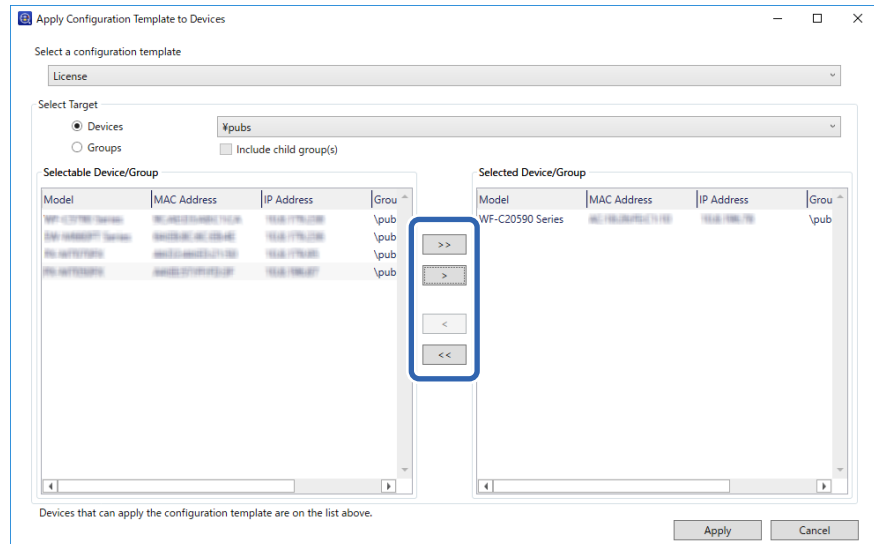 Apply Configuration Template to Devices
Select a configuration template
License
Select Target
Devices
¥pubs
Groups
Include child group(s)
Selectable Device/Group
Selected Device/Group
Model MAC Address IP Address Grou
Model MAC Address IP Address Grou
\pub
WF-C20590 Series \pub
\pub
\pub
\pub
>>
>
<
<<
Devices that can apply the configuration template are on the list above.
Apply Cancel